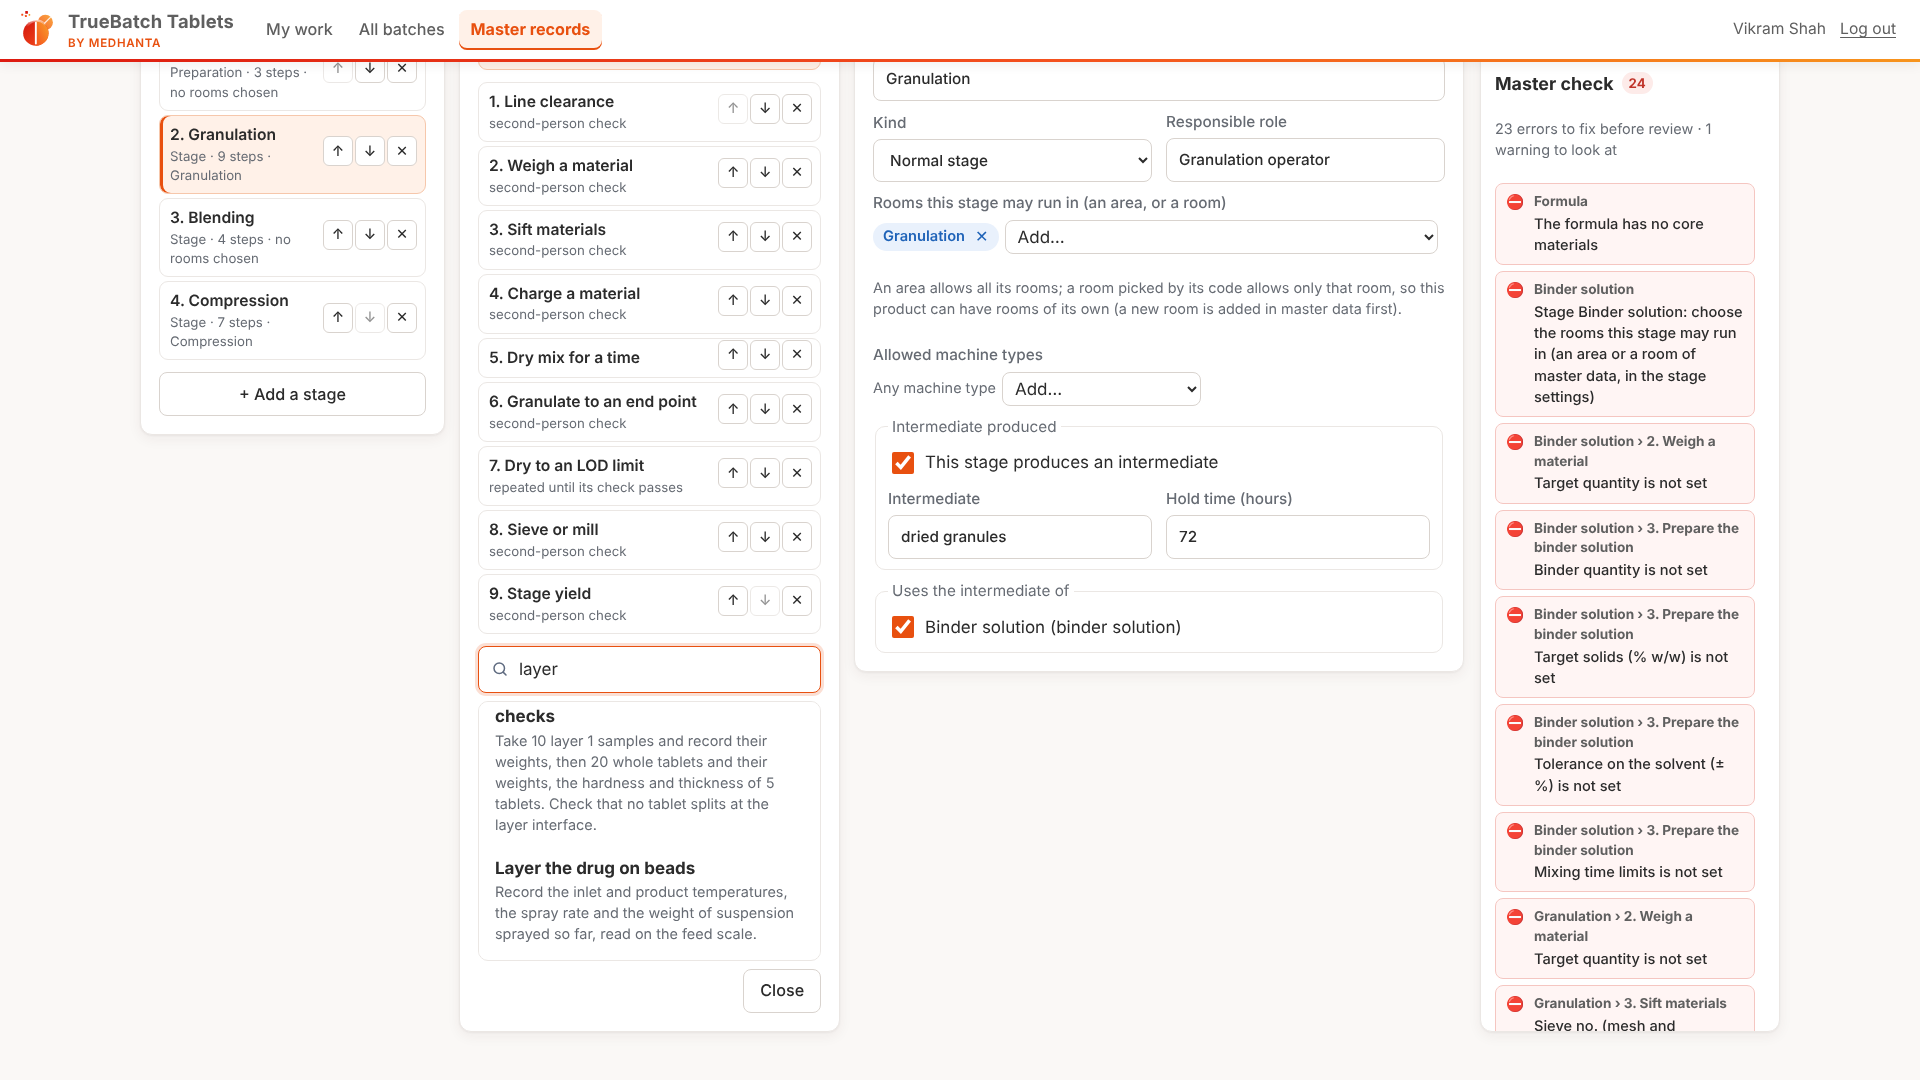 TrueBatch Tablets
BY MEDHANTA
My work
All batches
Master records
Vikram Shah
Log out
Preparation · 3 steps ·
no rooms chosen
↑ ↓ ✕
2. Granulation
Stage · 9 steps ·
Granulation
↑ ↓ ✕
3. Blending
Stage · 4 steps · no
rooms chosen
↑ ↓ ✕
4. Compression
Stage · 7 steps ·
Compression
↑ ↓ ✕
+ Add a stage
1. Line clearance
second-person check
↑ ↓ ✕
2. Weigh a material
second-person check
↑ ↓ ✕
3. Sift materials
second-person check
↑ ↓ ✕
4. Charge a material
second-person check
↑ ↓ ✕
5. Dry mix for a time
↑ ↓ ✕
6. Granulate to an end point
second-person check
↑ ↓ ✕
7. Dry to an LOD limit
repeated until its check passes
↑ ↓ ✕
8. Sieve or mill
second-person check
↑ ↓ ✕
9. Stage yield
second-person check
↑ ↓ ✕
layer
checks
Take 10 layer 1 samples and record their
weights, then 20 whole tablets and their
weights, the hardness and thickness of 5
tablets. Check that no tablet splits at the
layer interface.
Layer the drug on beads
Record the inlet and product temperatures,
the spray rate and the weight of suspension
sprayed so far, read on the feed scale.
Close
Granulation
Kind
Responsible role
Normal stage
Granulation operator
Rooms this stage may run in (an area, or a room)
Granulation ✕
Add...
An area allows all its rooms; a room picked by its code allows only that room, so this
product can have rooms of its own (a new room is added in master data first).
Allowed machine types
Any machine type
Add...
Intermediate produced
This stage produces an intermediate
Intermediate
Hold time (hours)
dried granules
72
Uses the intermediate of
Binder solution (binder solution)
Master check 24
23 errors to fix before review · 1
warning to look at
Formula
The formula has no core
materials
Binder solution
Stage Binder solution: choose
the rooms this stage may run
in (an area or a room of
master data, in the stage
settings)
Binder solution › 2. Weigh a
material
Target quantity is not set
Binder solution › 3. Prepare the
binder solution
Binder quantity is not set
Binder solution › 3. Prepare the
binder solution
Target solids (% w/w) is not
set
Binder solution › 3. Prepare the
binder solution
Tolerance on the solvent (±
%) is not set
Binder solution › 3. Prepare the
binder solution
Mixing time limits is not set
Granulation › 2. Weigh a
material
Target quantity is not set
Granulation › 3. Sift materials
Sieve no. (mesh and